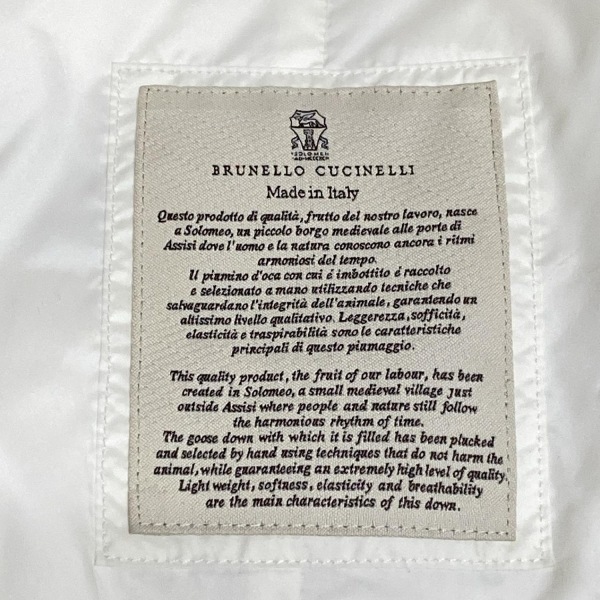 SOLOMEO
BRUNELLO CUCINELLI
Made in Italy
Questo prodotto di qualità, frutto del nostro lavoro, nasce
a Solomeo, un piccolo borgo medievale alle porte di
Assisi dove l'uomo e la natura conoscono ancora i ritmi
armoniosi del tempo.
Il piumino d'oca con cui é imbottito é raccolto
e selezionato a mano utilizzando tecniche che
salvaguardano l'integrità dell'animale, garantendo un
altissimo livello qualitativo. Leggerezza, sofficità,
elasticità e traspirabilità sono le caratteristiche
principali di questo piumaggio.
This quality product, the fruit of our labour, has been
created in Solomeo, a small medieval village just
outside Assisi where people and nature still follow
the harmonious rhythm of time.
The goose down with which it is filled has been plucked
and selected by hand using techniques that do not harm the
animal, while guaranteeing an extremely high level of quality.
Light weight, softness, elasticity and breathability
are the main characteristics of this down.